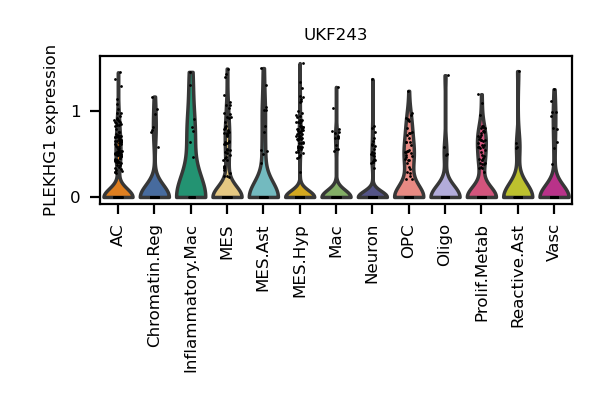 UKF243
PLEKHG1 expression
1
0
AC
Chromatin.Reg
Inflammatory.Mac
MES
MES.Ast
MES.Hyp
Mac
Neuron
OPC
Oligo
Prolif.Metab
Reactive.Ast
Vasc